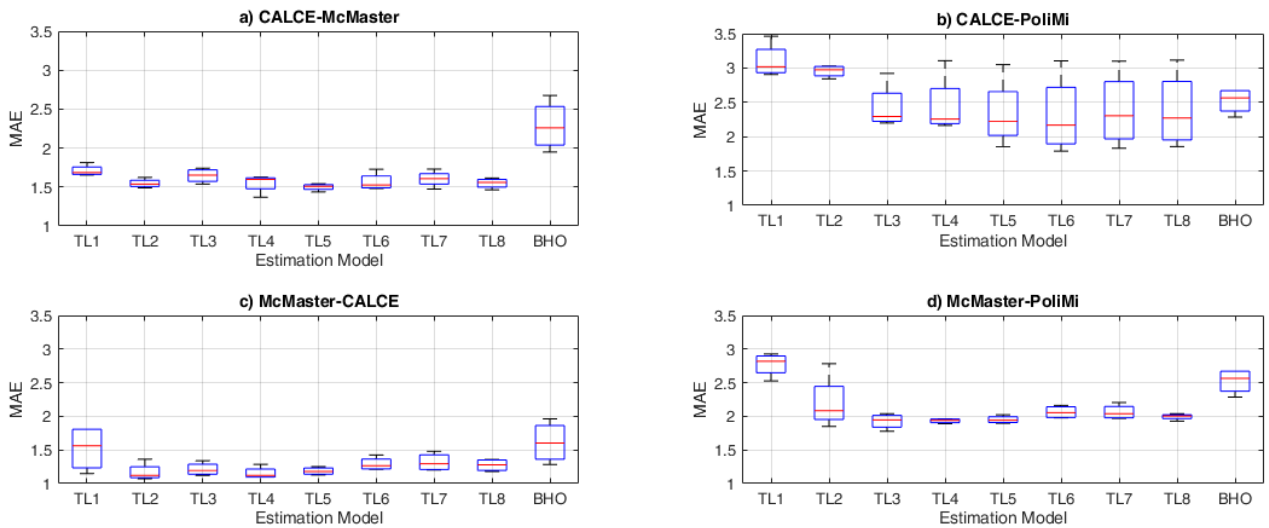 a) CALCE-McMaster
3.5
3
2.5
2
1.5
1
MAE
TL1 TL2 TL3 TL4 TL5 TL6 TL7 TL8 BHO
Estimation Model
b) CALCE-PoliMi
3.5
3
2.5
2
1.5
1
MAE
TL1 TL2 TL3 TL4 TL5 TL6 TL7 TL8 BHO
Estimation Model
c) McMaster-CALCE
3.5
3
2.5
2
1.5
1
MAE
TL1 TL2 TL3 TL4 TL5 TL6 TL7 TL8 BHO
Estimation Model
d) McMaster-PoliMi
3.5
3
2.5
2
1.5
1
MAE
TL1 TL2 TL3 TL4 TL5 TL6 TL7 TL8 BHO
Estimation Model